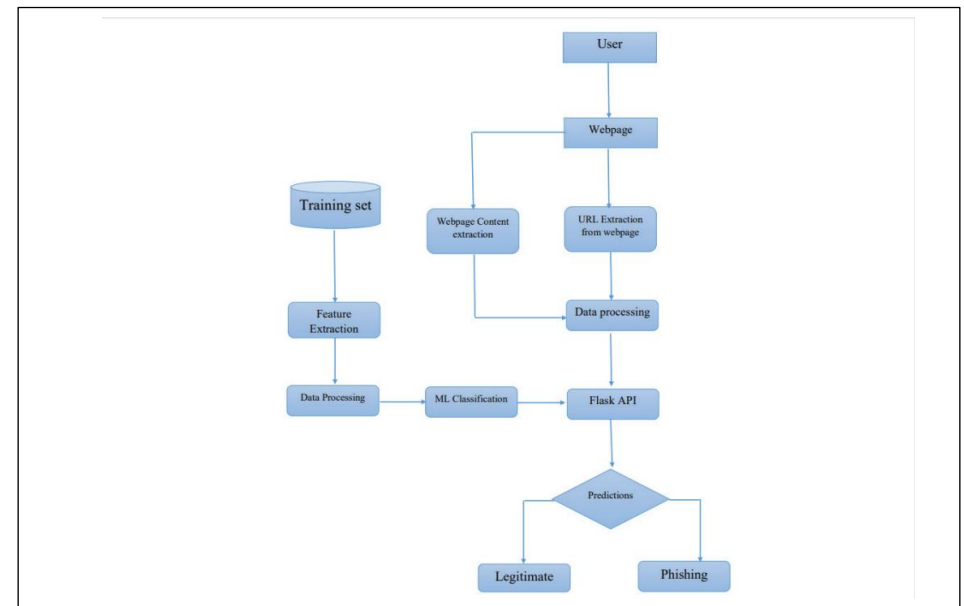 User
Webpage
Training set
Webpage Content
extraction
URL Extraction
from webpage
Feature
Extraction
Data processing
Data Processing
ML Classification
Flask API
Predictions
Legitimate
Phishing